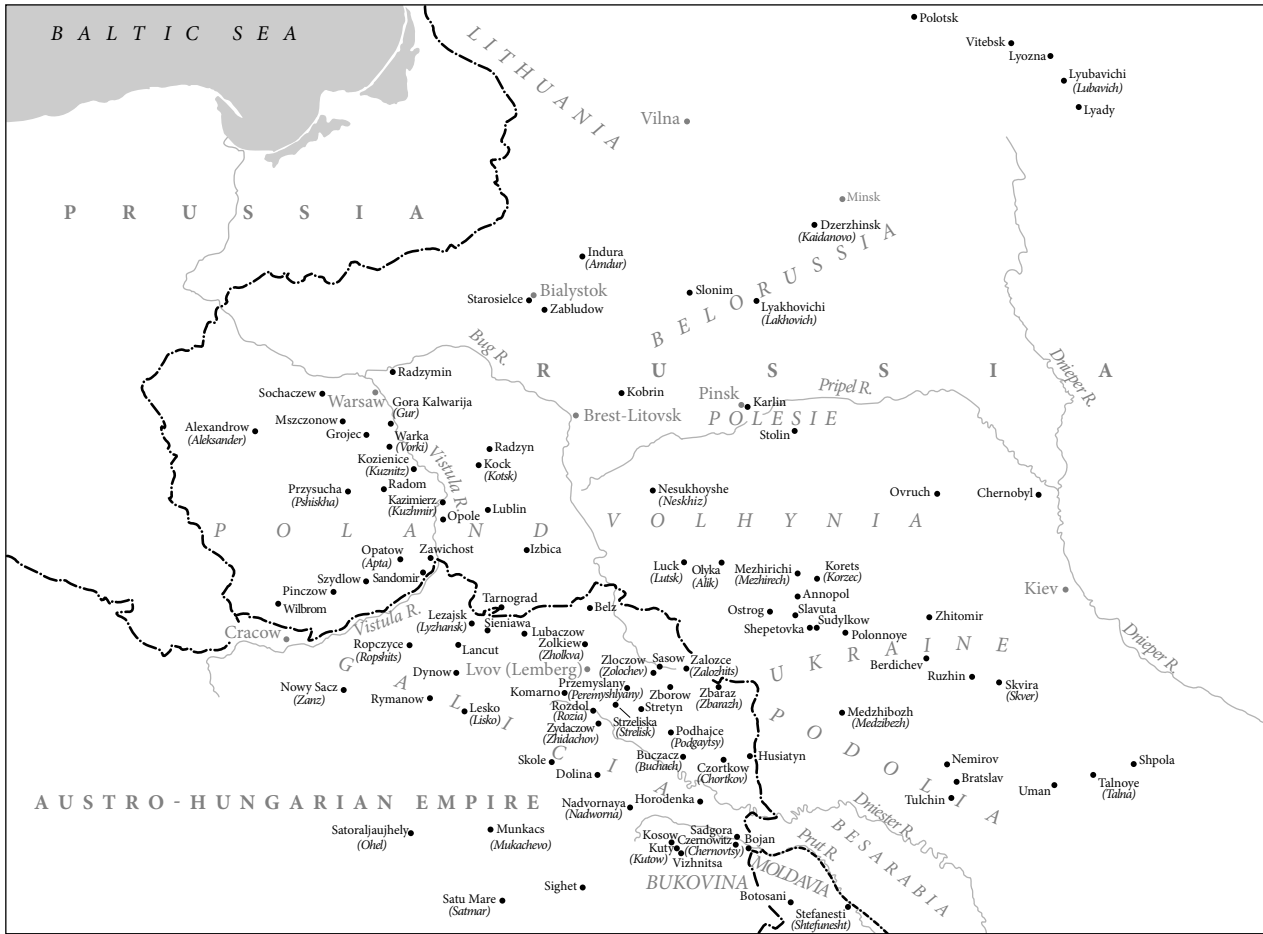 BALTIC SEA
LITHUANIA
Polotsk
Vitebsk
Lyozna
Lyubavichi
(Lubavich)
Lyady
Vilna
PRUSSIA
Minsk
Dzerzhinsk
(Kaidanovo)
Indura
(Amdur)
BELORUSSIA
Starosielce
Bialystok
Zabludow
Slonim
Lyakhovichi
(Lakhovich)
Bug R.
RUSSIA
Dnieper R.
Radzymin
Sochaczew
Warsaw
Gora Kalwarija
(Gur)
Kobrin
Pinsk
Pripel R.
Karlin
Brest-Litovsk
POLESIE
Stolin
Mszczonow
Alexandrow
(Aleksander)
Grojec
Warka
(Vorki)
Kozienice
(Kuznitz)
Vistula R.
Radzyn
Kock
(Kotsk)
Przysucha
(Pshiskha)
Radom
Kazimierz
(Kuzhmir)
Opole
Lublin
Nesukhoyshe
(Neskhiz)
Ovruch
Chernobyl
POLAND
VOLHYNIA
Izbica
Opatow
(Apta)
Zawichost
Szydlow
Sandomir
Pinczow
Wilbrom
Luck
(Lutsk)
Olyka
(Alik)
Mezhirichi
(Mezhirech)
Korets
(Korzec)
Annopol
Kiev
Tarnograd
Belz
Ostrog
Slavuta
Sudylkow
Shepetovka
Polonnoye
Zhitomir
Cracow
Vistula R.
Lezajsk
(Lyzhansk)
Sieniawa
Lubaczow
Zolkiew
(Zholkva)
Ropczyce
(Ropshits)
Lancut
UKRAINE
Dnieper R.
Berdichev
Ruzhin
Skvira
(Skver)
GALICIA
Dynow
Lvov (Lemberg)
Zloczow
(Zolochev)
Sasow
Zalozce
(Zalozhits)
Nowy Sacz
(Zanz)
Rymanow
Komarno
Przemyslany
(Peremyshlyany)
Zborow
Zbaraz
(Zbarazh)
Lesko
(Lisko)
Rozdol
(Rozia)
Stretyn
Strzeliska
(Strelisk)
Zydaczow
(Zhidachov)
Podhajce
(Podgaytsy)
Medzhibozh
(Medzibezh)
PODOLIA
Skole
Dolina
Buczacz
(Buchach)
Czortkow
(Chortkov)
Husiatyn
Nemirov
Bratslav
Tulchin
Uman
Shpola
Talnoye
(Talna)
AUSTRO-HUNGARIAN EMPIRE
Nadvornaya
(Nadworna)
Horodenka
Dniester R.
BESARABIA
Satoraljaujhely
(Ohel)
Munkacs
(Mukachevo)
Kosow
Sadgora
Czernowitz
(Chernovtsy)
Bojan
Kuty
(Kutow)
Vizhnitsa
Prut R.
BUKOVINA
MOLDAVIA
Sighet
Satu Mare
(Satmar)
Botosani
Stefanesti
(Shtefunesht)